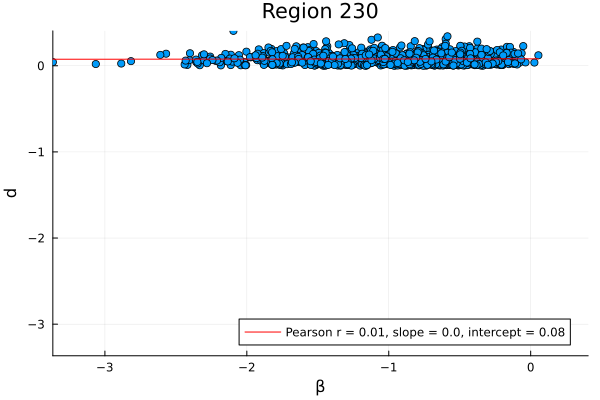 Region 230
0
−1
−2
−3
d
Pearson r = 0.01, slope = 0.0, intercept = 0.08
−3
−2
−1
0
β